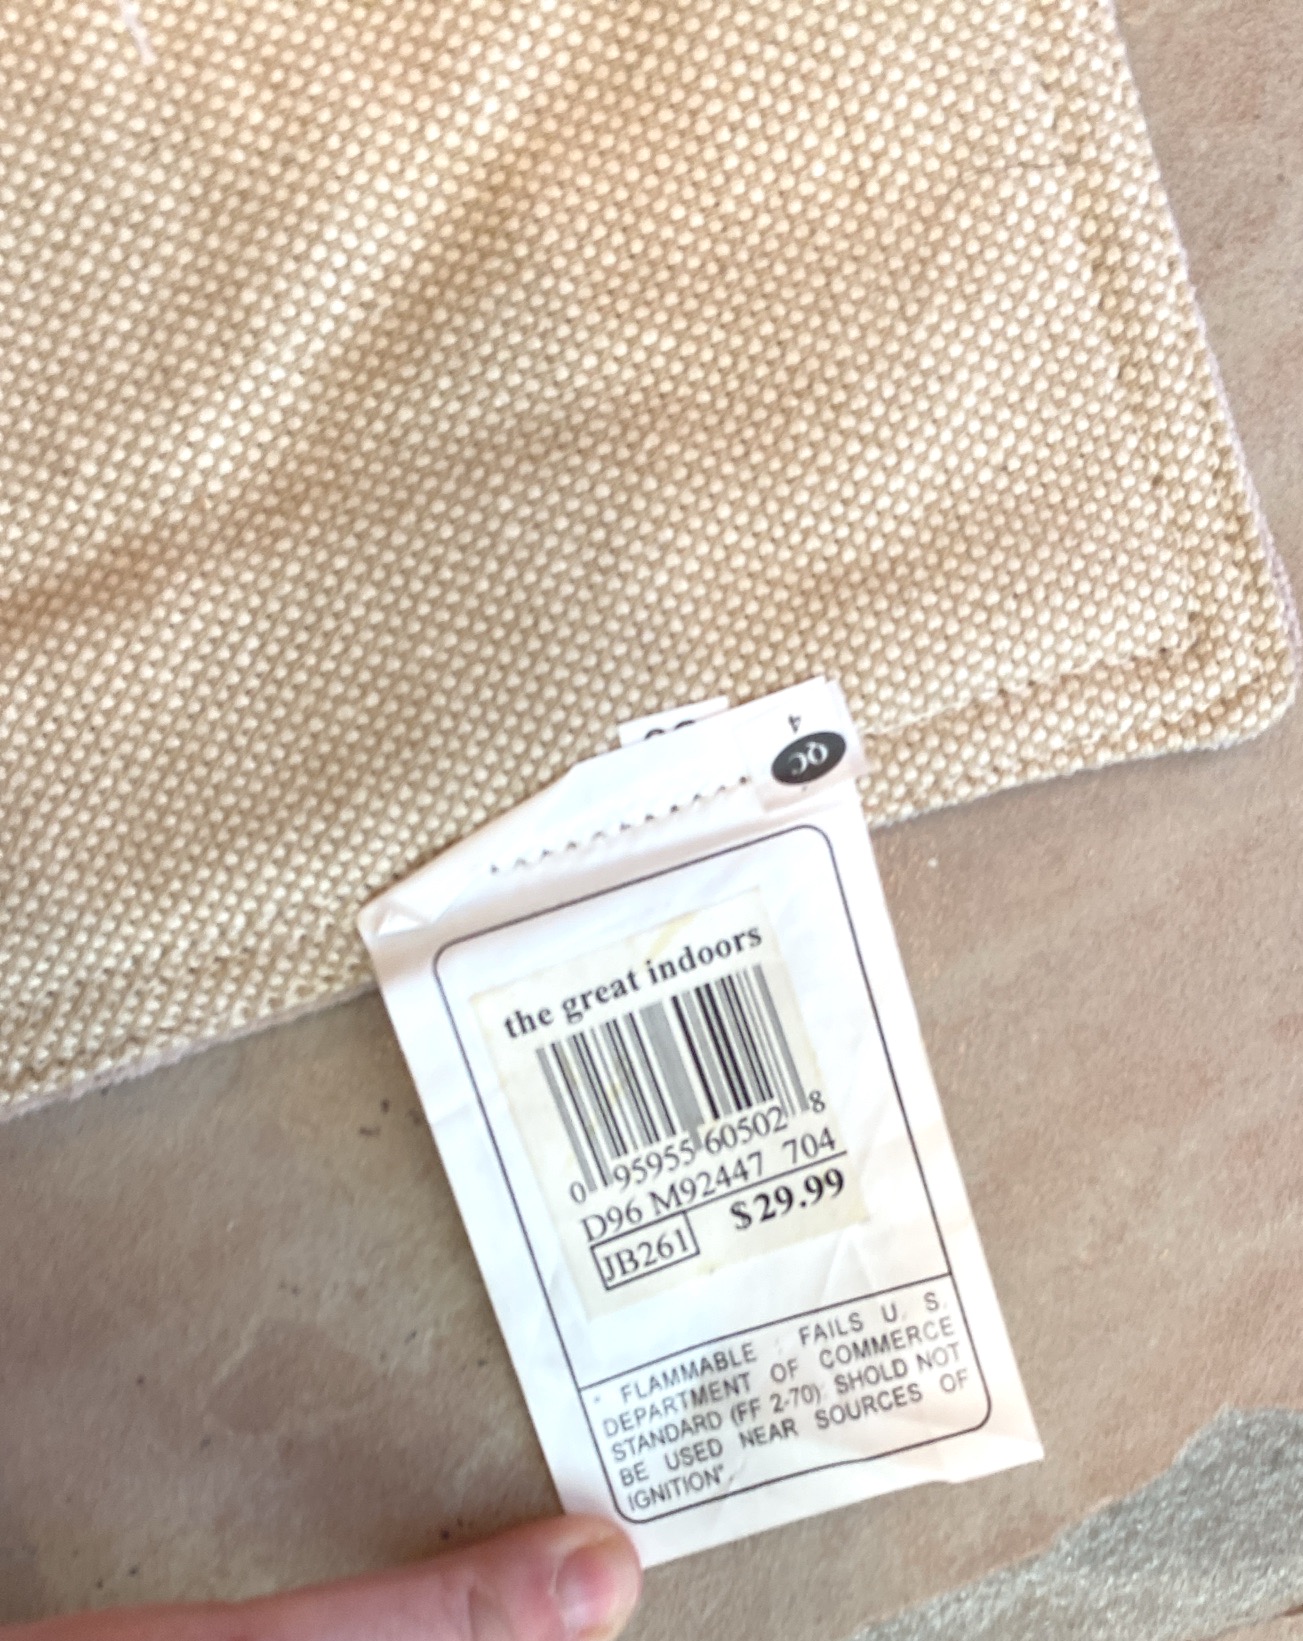 4
QC
the great indoors
0 95955 60502 8
D96 M92447 704
JB261 $29.99
" FLAMMABLE : FAILS U. S.
DEPARTMENT OF COMMERCE
STANDARD (FF 2-70) SHOLD NOT
BE USED NEAR SOURCES OF
IGNITION".